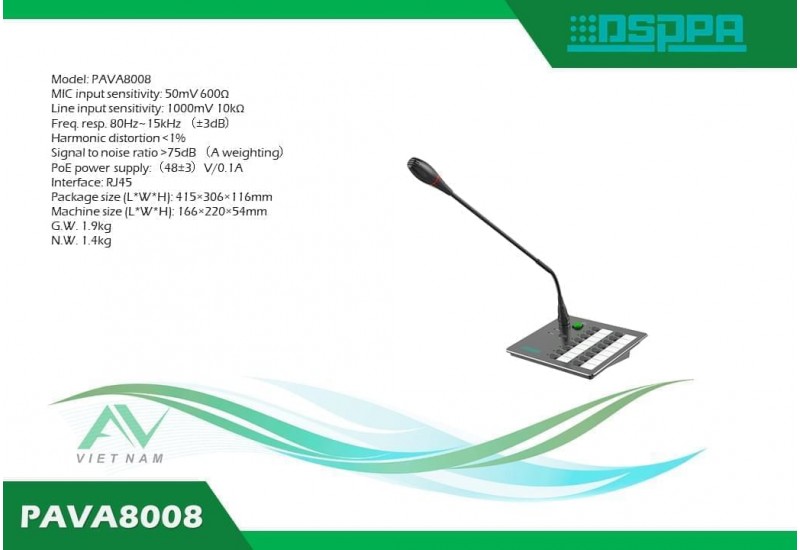 DSPPA
Model: PAVA8008
MIC input sensitivity: 50mV 600Ω
Line input sensitivity: 1000mV 10kΩ
Freq. resp. 80Hz~15kHz （±3dB）
Harmonic distortion <1%
Signal to noise ratio >75dB （A weighting）
PoE power supply:（48±3）V/0.1A
Interface: RJ45
Package size (L*W*H): 415×306×116mm
Machine size (L*W*H): 166×220×54mm
G.W. 1.9kg
N.W. 1.4kg
AV
VIETNAM
PAVA8008